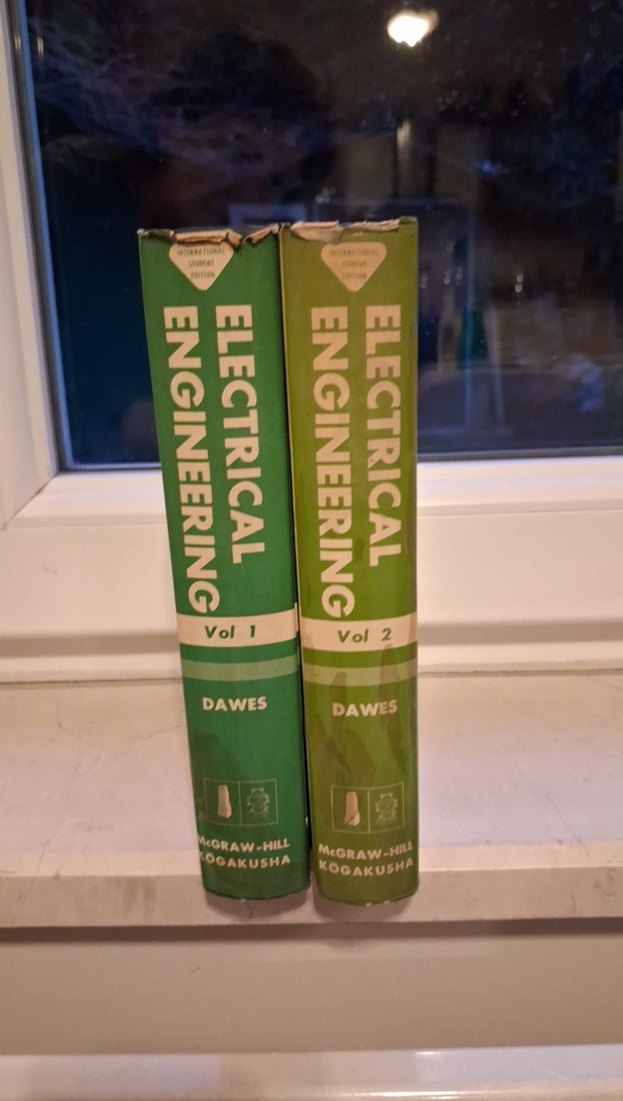 INTERNATIONAL
STUDENT
EDITION
ELECTRICAL
ENGINEERING
Vol 1
DAWES
McGRAW-HILL
KOGAKUSHA
INTERNATIONAL
STUDENT
EDITION
ELECTRICAL
ENGINEERING
Vol 2
DAWES
McGRAW-HILL
KOGAKUSHA